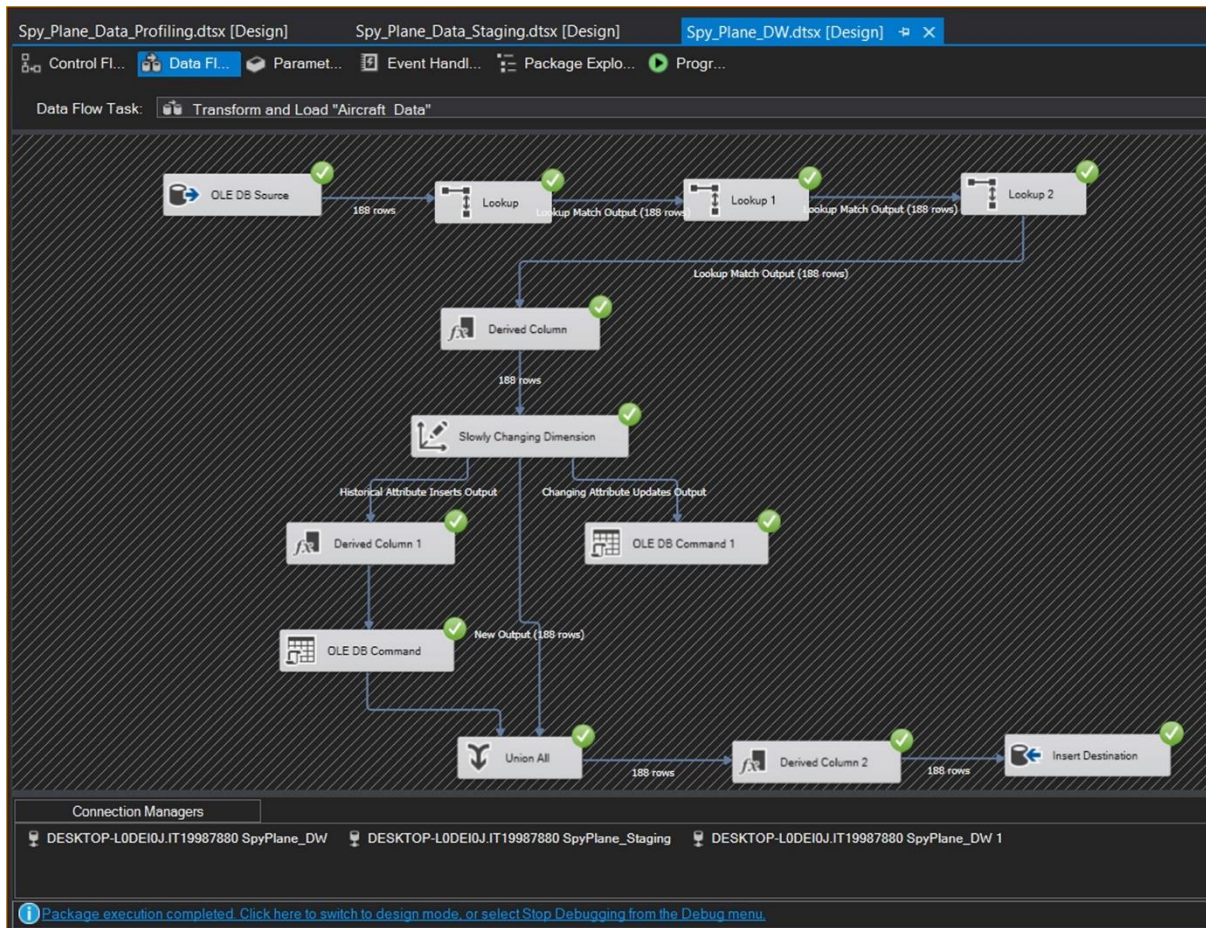 Spy_Plane_Data_Profiling.dtsx [Design] Spy_Plane_Data_Staging.dtsx [Design] Spy_Plane_DW.dtsx [Design]
Control Fl... Data Fl... Paramet... Event Handl... Package Explo... Progr...
Data Flow Task: Transform and Load "Aircraft Data"
OLE DB Source
188 rows
Lookup
Lookup Match Output (188 rows)
Lookup 1
Lookup Match Output (188 rows)
Lookup 2
Lookup Match Output (188 rows)
Derived Column
188 rows
Slowly Changing Dimension
Historical Attribute Inserts Output
Changing Attribute Updates Output
Derived Column 1
OLE DB Command 1
New Output (188 rows)
OLE DB Command
Union All
188 rows
Derived Column 2
188 rows
Insert Destination
Connection Managers
DESKTOP-L0DEI0J.IT19987880 SpyPlane_DW DESKTOP-L0DEI0J.IT19987880 SpyPlane_Staging DESKTOP-L0DEI0J.IT19987880 SpyPlane_DW 1
Package execution completed. Click here to switch to design mode, or select Stop Debugging from the Debug menu.